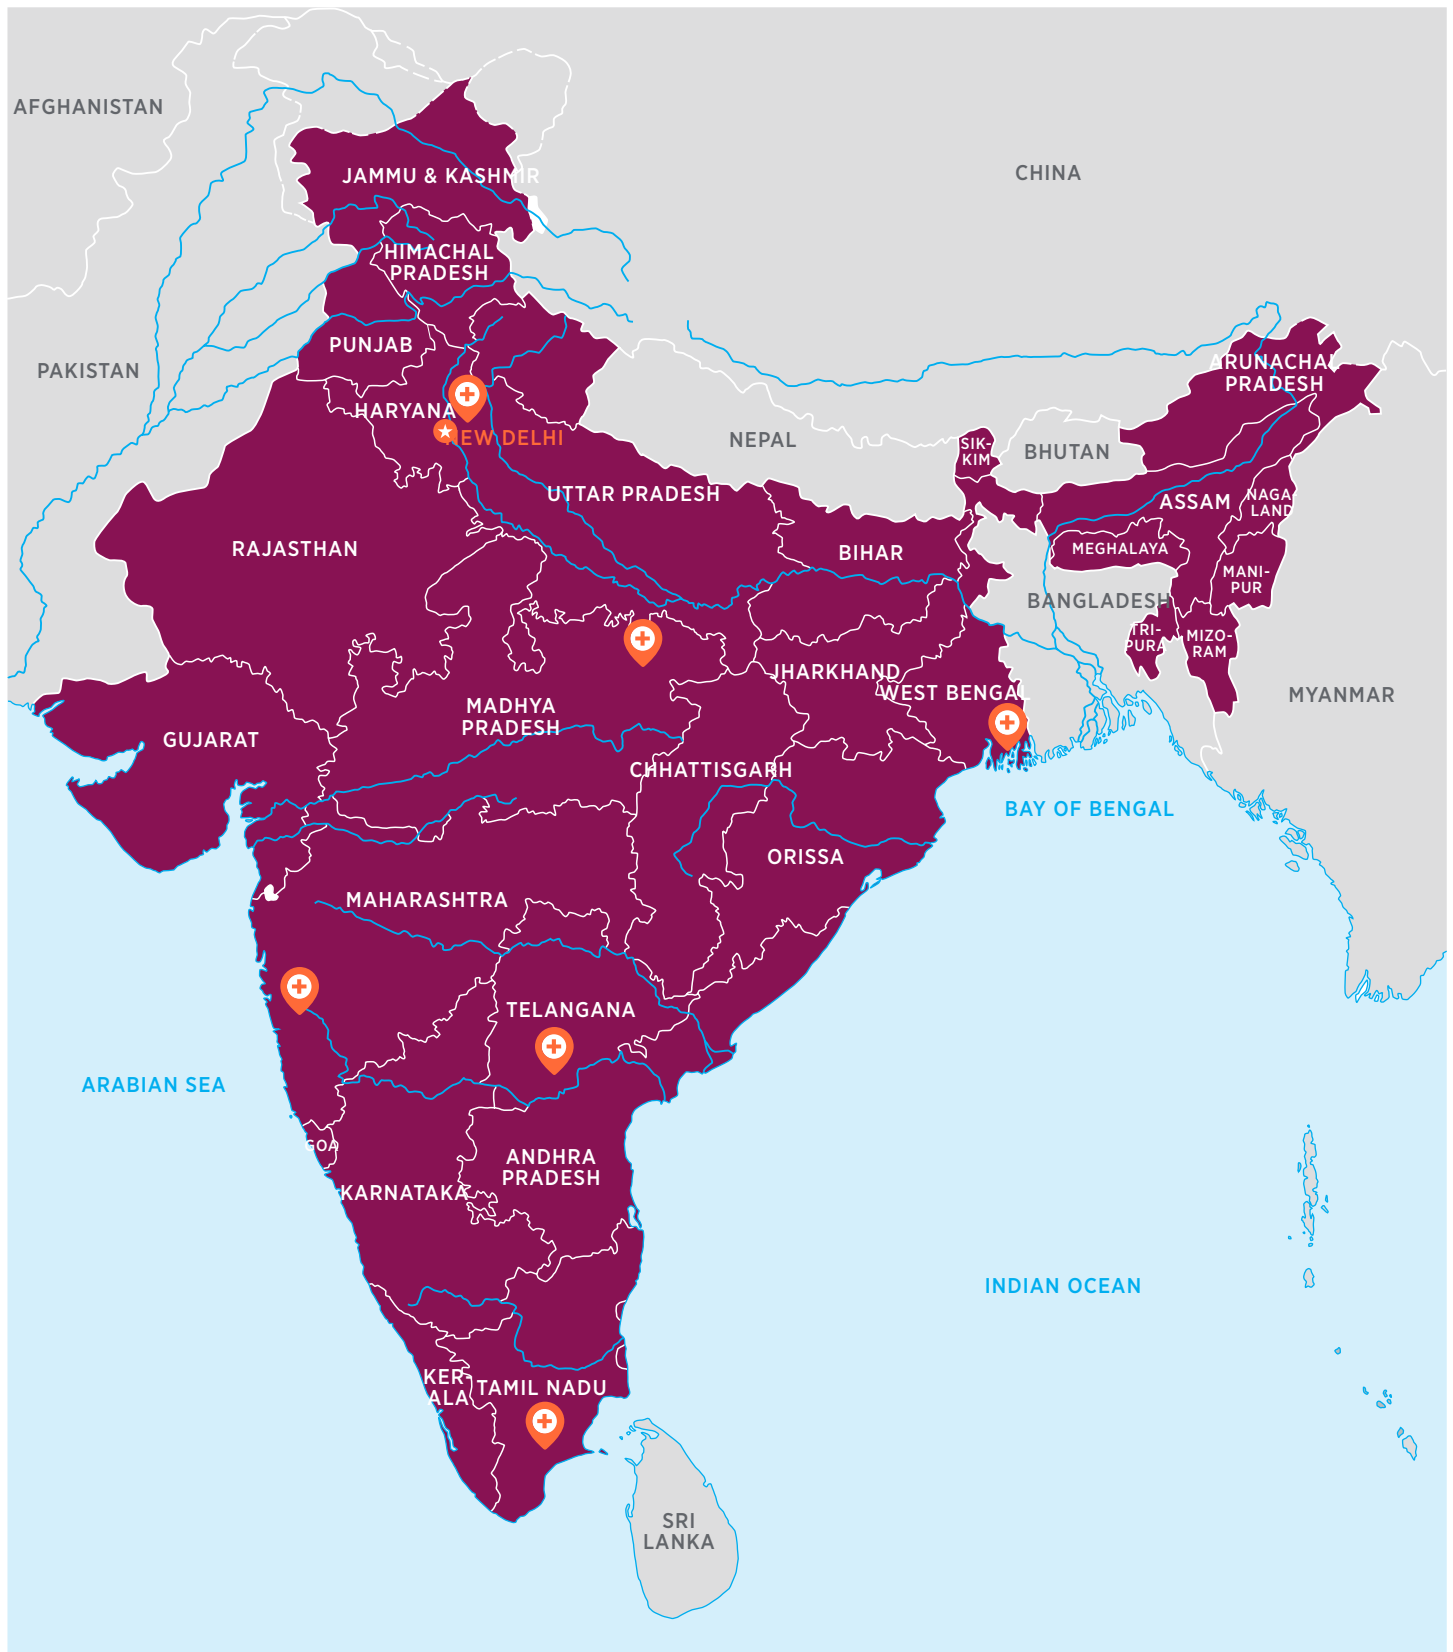 AFGHANISTAN
CHINA
JAMMU & KASHMIR
HIMACHAL
PRADESH
PUNJAB
PAKISTAN
ARUNACHAL
PRADESH
HARYANA
NEW DELHI
NEPAL
SIK-
KIM
BHUTAN
UTTAR PRADESH
ASSAM
NAGA
LAND
RAJASTHAN
BIHAR
MEGHALAYA
MANI-
PUR
BANGLADESH
TRI-
PURA
MIZO-
RAM
JHARKHAND
WEST BENGAL
MYANMAR
MADHYA
PRADESH
GUJARAT
CHHATTISGARH
BAY OF BENGAL
ORISSA
MAHARASHTRA
TELANGANA
ARABIAN SEA
GOA
ANDHRA
PRADESH
KARNATAKA
INDIAN OCEAN
KER-
ALA
TAMIL NADU
SRI
LANKA